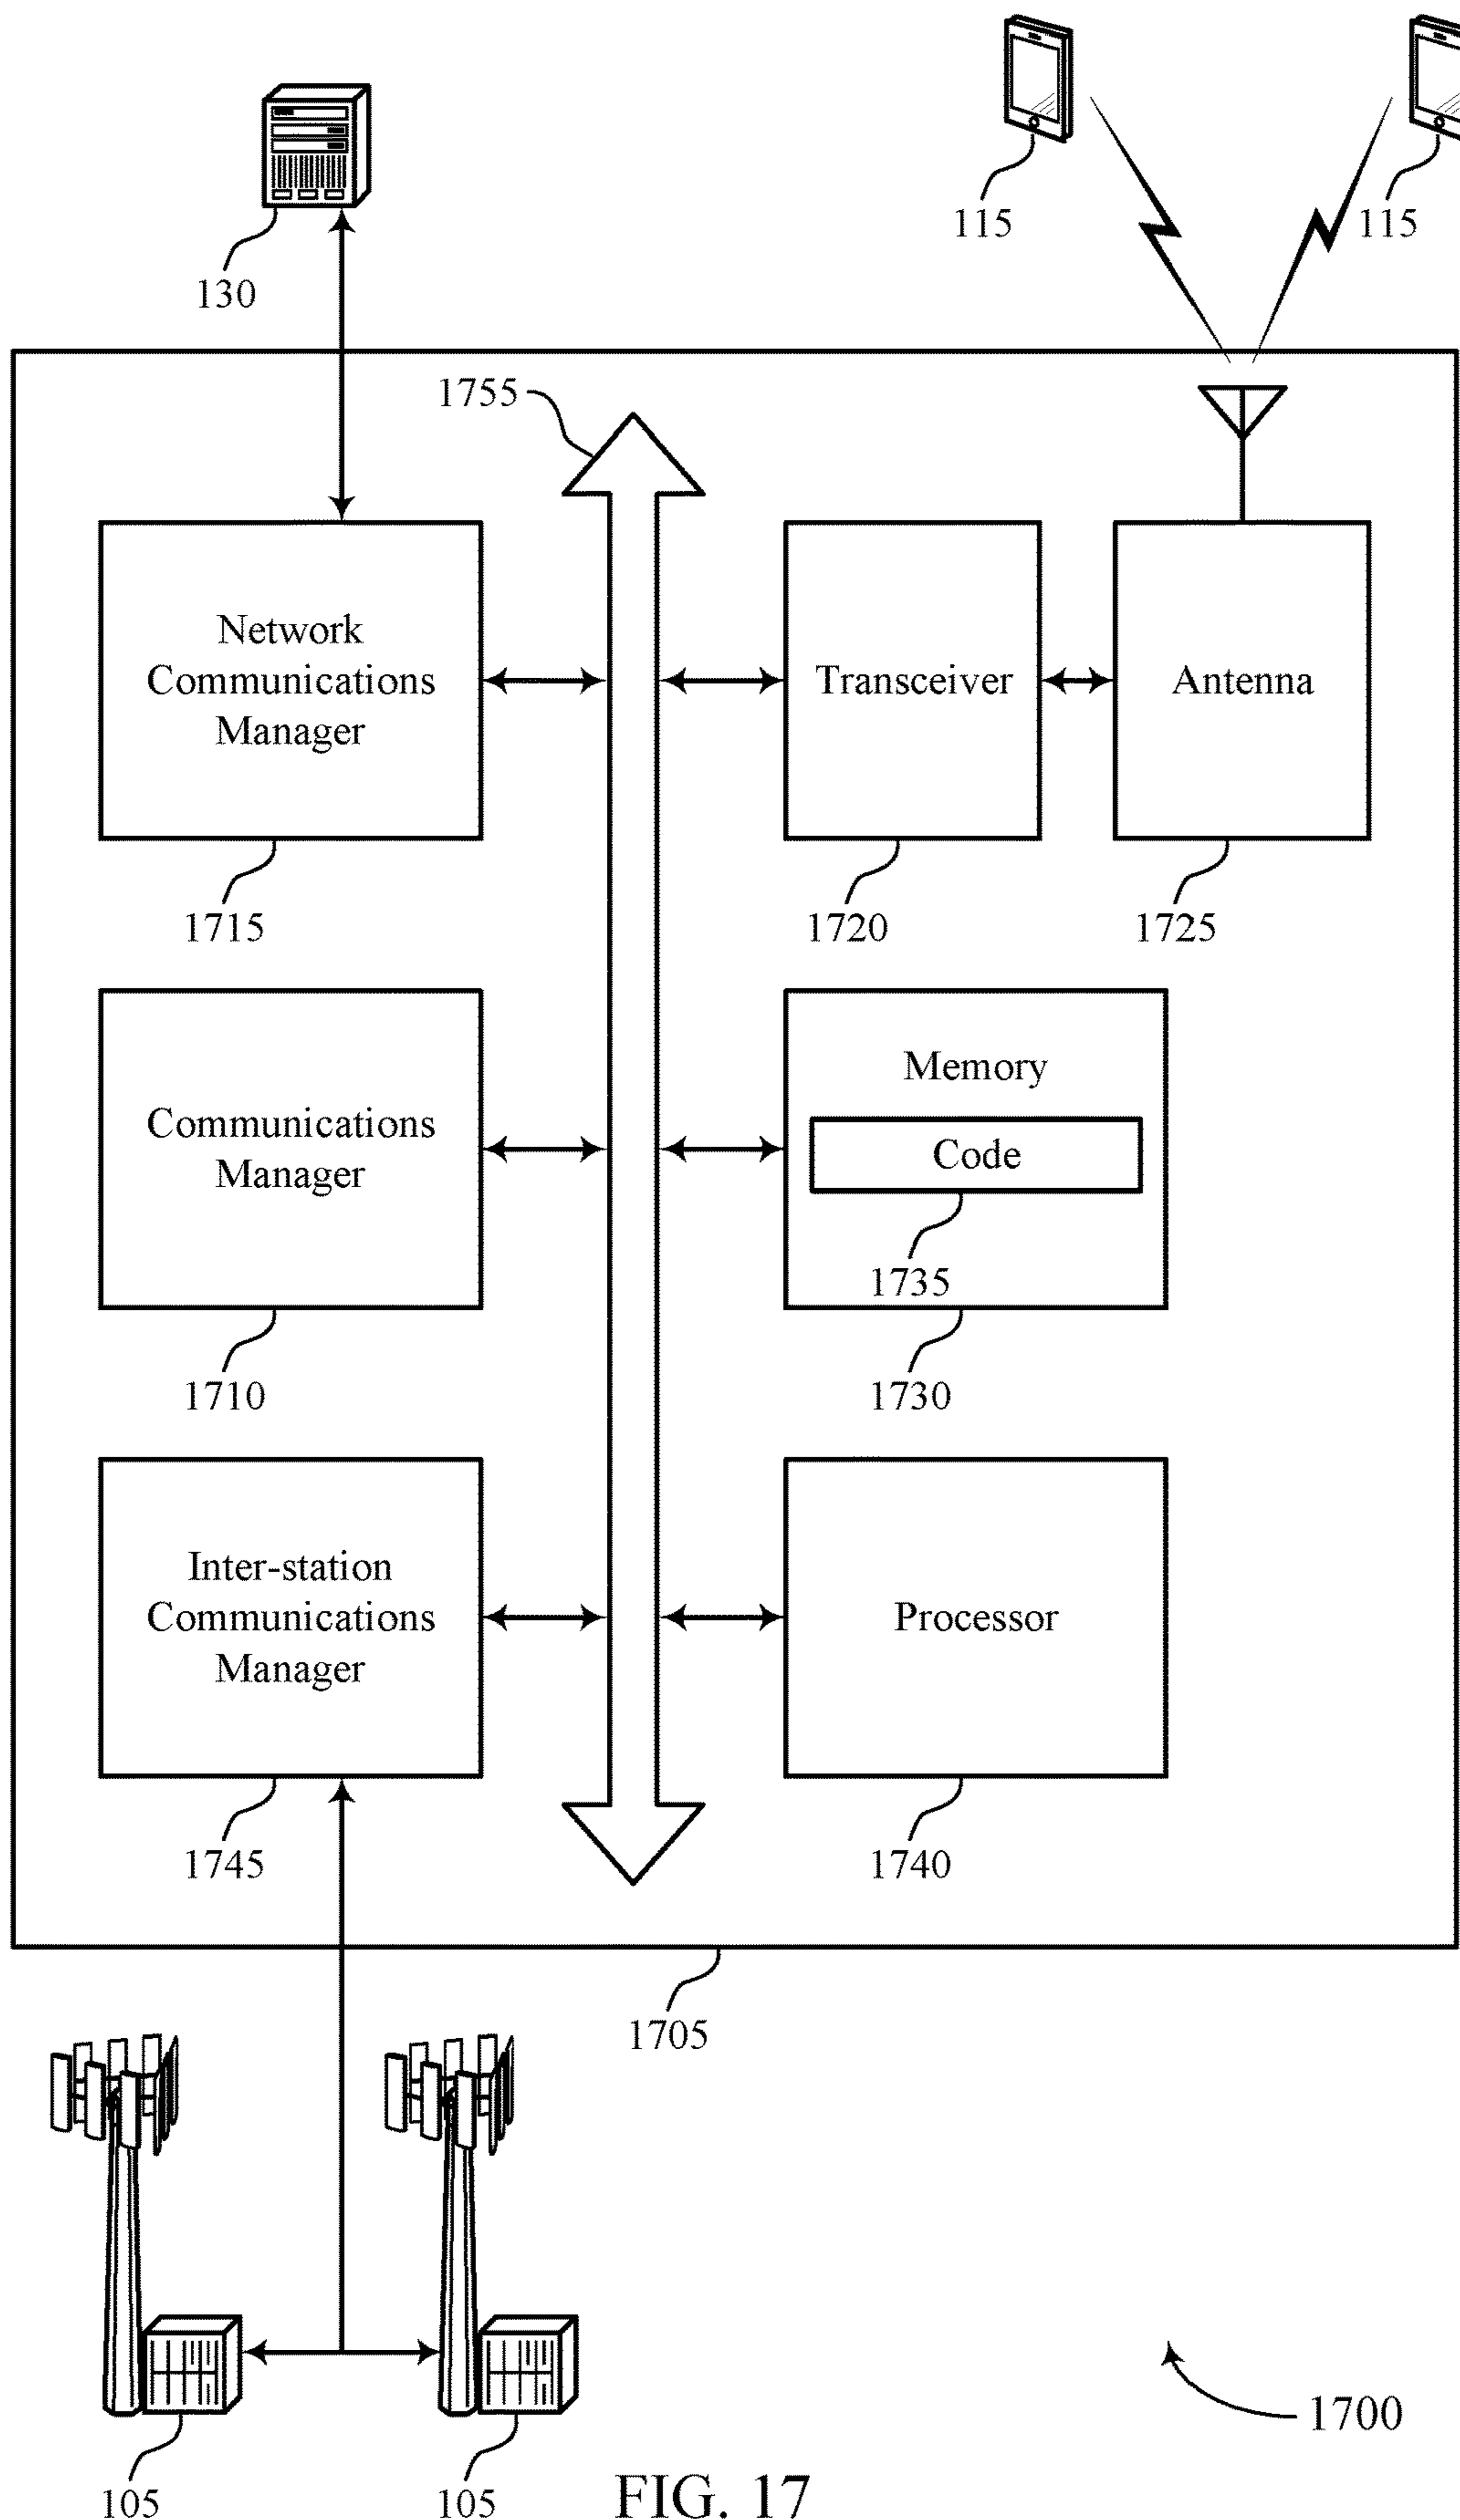 115
115
130
1755
Network
Communications
Manager
Transceiver
Antenna
1715
1720
1725
Communications
Manager
Memory
Code
1735
1710
1730
Inter-station
Communications
Manager
Processor
1745
1740
1705
1700
105
105
FIG. 17